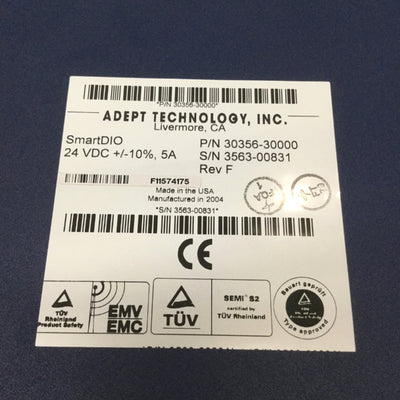 *P/N 30356-30000*
ADEPT TECHNOLOGY, INC.
Livermore, CA
SmartDIO
P/N 30356-30000
24 VDC +/-10%, 5A
S/N 3563-00831
Rev F
F11574175
Made in the USA
Manufactured in 2004
*S/N 3563-00831*
CE
TÜV
Rheinland
Product Safety
EMV
EMC
TÜV
SEMI S2
certified by
TÜV Rheinland
Bauart geprüft
Type approved